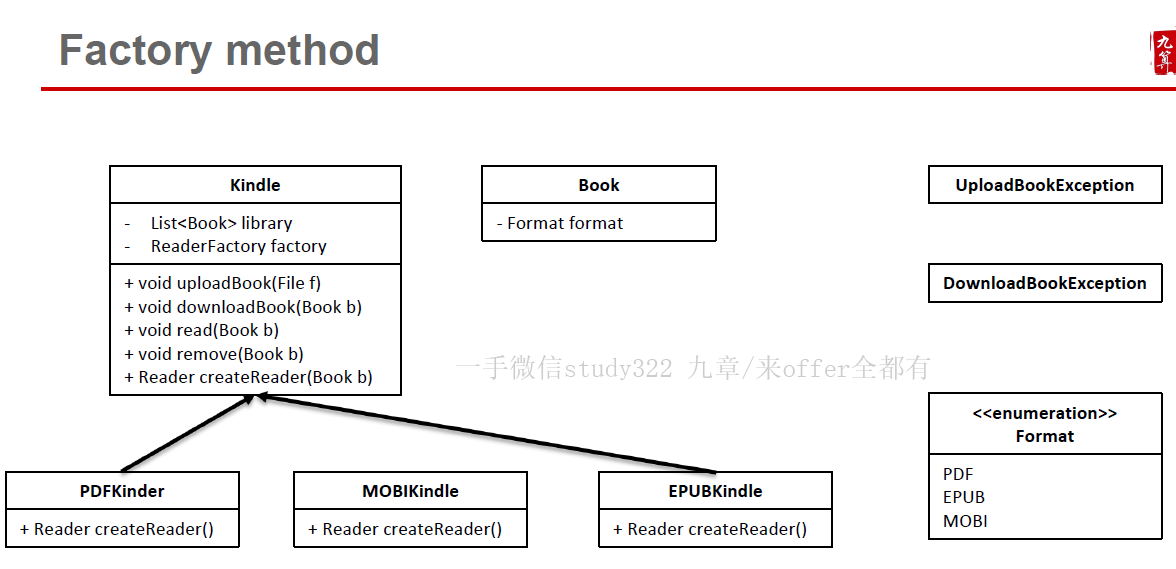 Factory method
九
算
Kindle
- List<Book> library
- ReaderFactory factory
+ void uploadBook(File f)
+ void downloadBook(Book b)
+ void read(Book b)
+ void remove(Book b)
+ Reader createReader(Book b)
Book
- Format format
UploadBookException
DownloadBookException
一手微信study322 九章/来offer全都有
<<enumeration>>
Format
PDF
EPUB
MOBI
PDFKinder
+ Reader createReader()
MOBIKindle
+ Reader createReader()
EPUBKindle
+ Reader createReader()